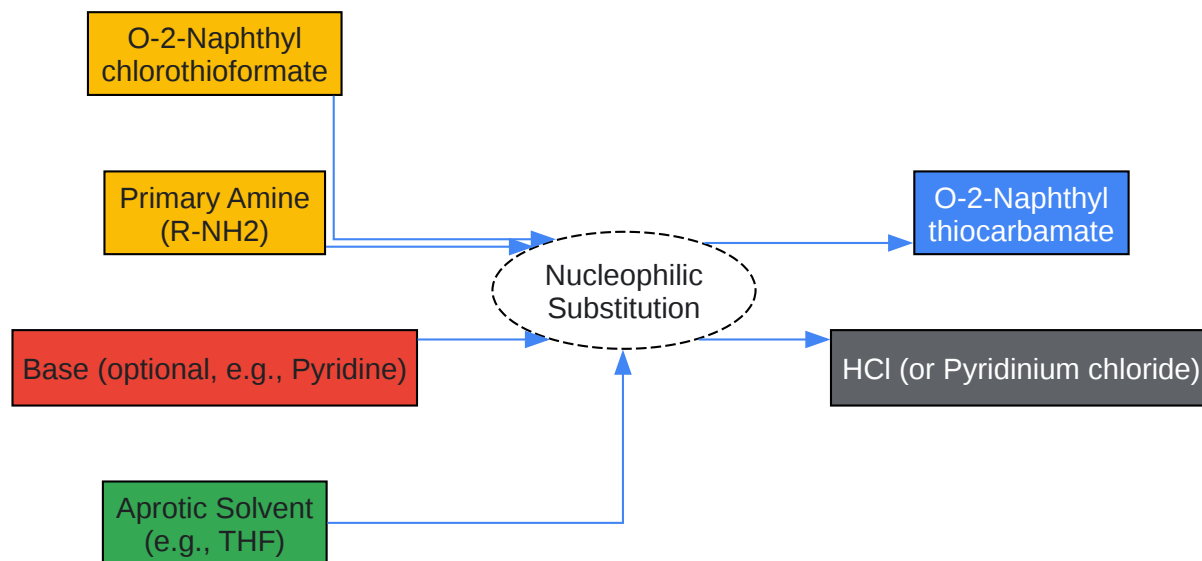 O-2-Naphthyl
chlorothioformate
Primary Amine
(R-NH2)
O-2-Naphthyl
thiocarbamate
Nucleophilic
Substitution
Base (optional, e.g., Pyridine)
HCl (or Pyridinium chloride)
Aprotic Solvent
(e.g., THF)